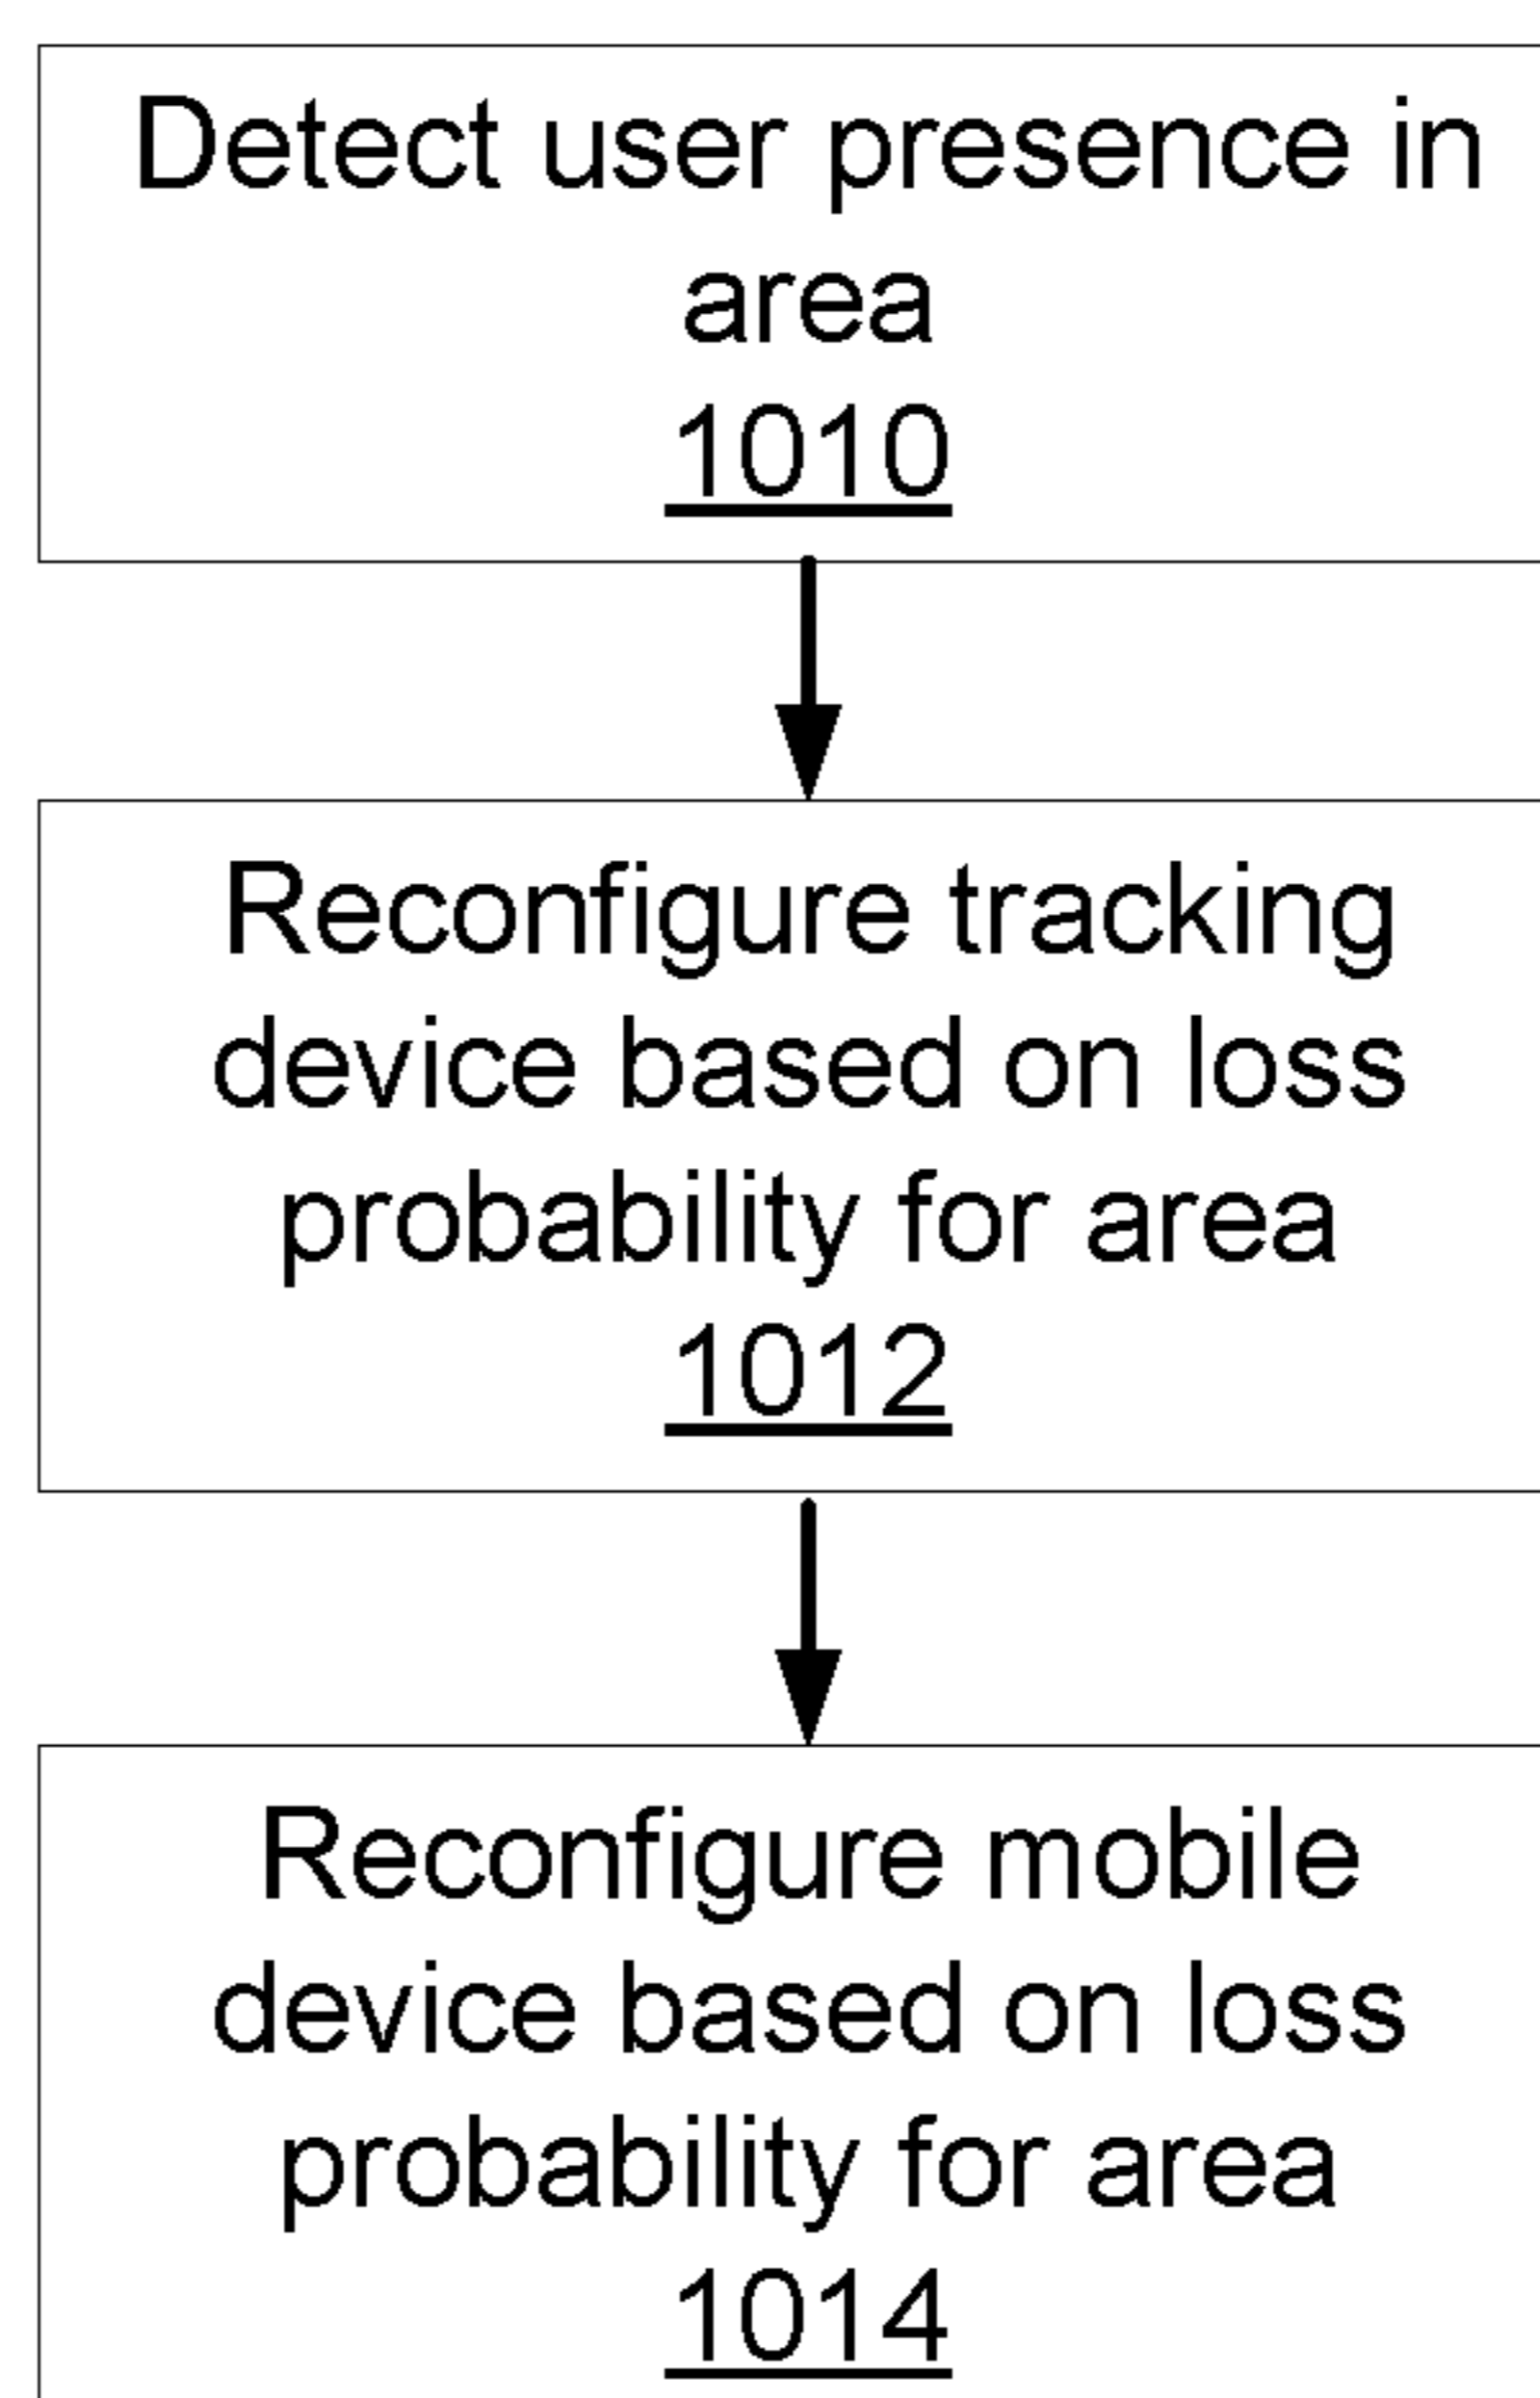 Detect user presence in
area
1010
Reconfigure tracking
device based on loss
probability for area
1012
Reconfigure mobile
device based on loss
probability for area
1014